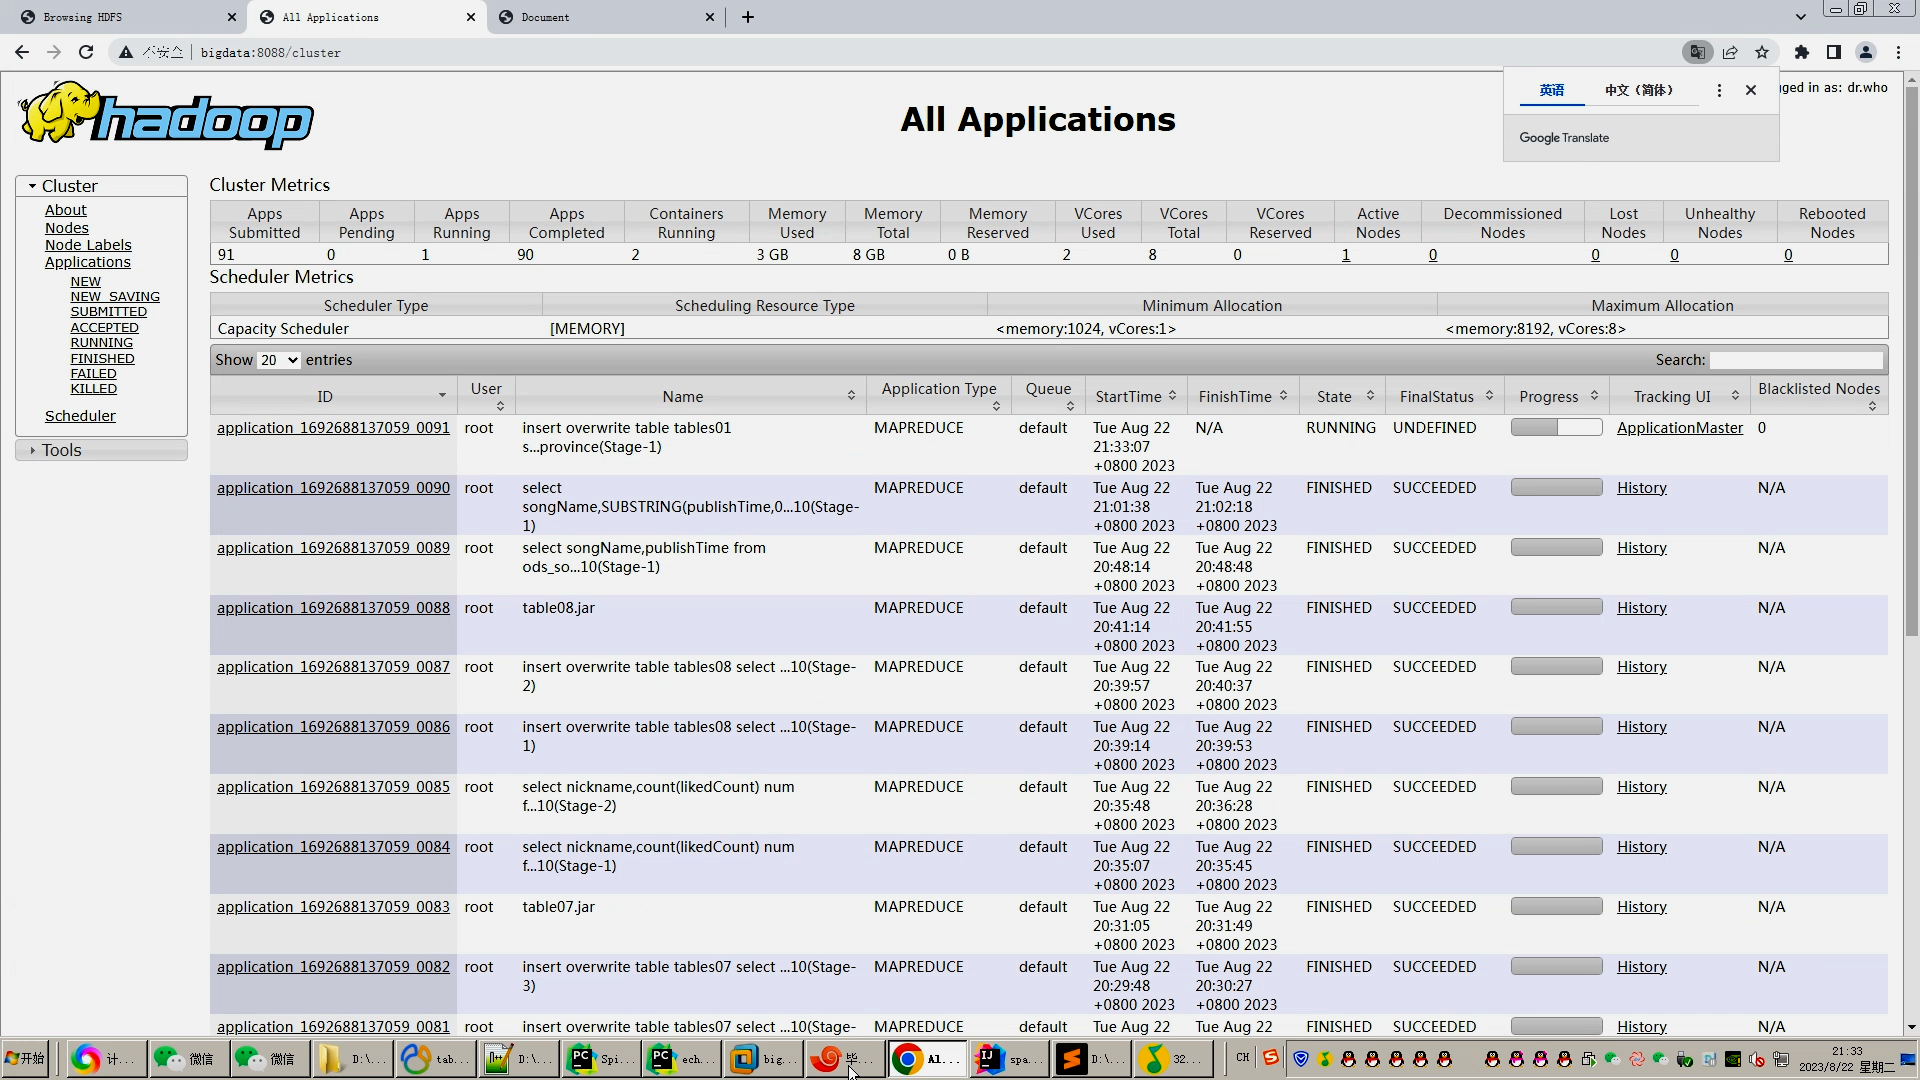 Browsing HDFS
All Applications
Document
不安全
bigdata:8088/cluster
hadoop
All Applications
英语
中文（简体）
Google Translate
gged in as: dr.who
Cluster
About
Nodes
Node Labels
Applications
NEW
NEW_SAVING
SUBMITTED
ACCEPTED
RUNNING
FINISHED
FAILED
KILLED
Scheduler
Tools
Cluster Metrics
Apps Submitted Apps Pending Apps Running Apps Completed Containers Running Memory Used Memory Total Memory Reserved VCores Used VCores Total VCores Reserved Active Nodes Decommissioned Nodes Lost Nodes Unhealthy Nodes Rebooted Nodes
91 0 1 90 2 3 GB 8 GB 0 B 2 8 0 1 0 0 0 0
Scheduler Metrics
Scheduler Type Scheduling Resource Type Minimum Allocation Maximum Allocation
Capacity Scheduler [MEMORY] <memory:1024, vCores:1> <memory:8192, vCores:8>
Show 20 entries Search:
ID User Name Application Type Queue StartTime FinishTime State FinalStatus Progress Tracking UI Blacklisted Nodes
application_1692688137059_0091 root insert overwrite table tables01 s...province(Stage-1) MAPREDUCE default Tue Aug 22 21:33:07 +0800 2023 N/A RUNNING UNDEFINED ApplicationMaster 0
application_1692688137059_0090 root select songName,SUBSTRING(publishTime,0...10(Stage-1) MAPREDUCE default Tue Aug 22 21:01:38 +0800 2023 Tue Aug 22 21:02:18 +0800 2023 FINISHED SUCCEEDED History N/A
application_1692688137059_0089 root select songName,publishTime from ods_so...10(Stage-1) MAPREDUCE default Tue Aug 22 20:48:14 +0800 2023 Tue Aug 22 20:48:48 +0800 2023 FINISHED SUCCEEDED History N/A
application_1692688137059_0088 root table08.jar MAPREDUCE default Tue Aug 22 20:41:14 +0800 2023 Tue Aug 22 20:41:55 +0800 2023 FINISHED SUCCEEDED History N/A
application_1692688137059_0087 root insert overwrite table tables08 select ...10(Stage-2) MAPREDUCE default Tue Aug 22 20:39:57 +0800 2023 Tue Aug 22 20:40:37 +0800 2023 FINISHED SUCCEEDED History N/A
application_1692688137059_0086 root insert overwrite table tables08 select ...10(Stage-1) MAPREDUCE default Tue Aug 22 20:39:14 +0800 2023 Tue Aug 22 20:39:53 +0800 2023 FINISHED SUCCEEDED History N/A
application_1692688137059_0085 root select nickname,count(likedCount) num f...10(Stage-2) MAPREDUCE default Tue Aug 22 20:35:48 +0800 2023 Tue Aug 22 20:36:28 +0800 2023 FINISHED SUCCEEDED History N/A
application_1692688137059_0084 root select nickname,count(likedCount) num f...10(Stage-1) MAPREDUCE default Tue Aug 22 20:35:07 +0800 2023 Tue Aug 22 20:35:45 +0800 2023 FINISHED SUCCEEDED History N/A
application_1692688137059_0083 root table07.jar MAPREDUCE default Tue Aug 22 20:31:05 +0800 2023 Tue Aug 22 20:31:49 +0800 2023 FINISHED SUCCEEDED History N/A
application_1692688137059_0082 root insert overwrite table tables07 select ...10(Stage-3) MAPREDUCE default Tue Aug 22 20:29:48 +0800 2023 Tue Aug 22 20:30:27 +0800 2023 FINISHED SUCCEEDED History N/A
application_1692688137059_0081 root insert overwrite table tables07 select ...10(Stage- MAPREDUCE default Tue Aug 22 Tue Aug 22 FINISHED SUCCEEDED History N/A
开始 计... 微信 微信 D:\... tab... D:\... Spi... ech... big... 毕... Al... spa... D:\... 32... CH 21:33
2023/8/22 星期二